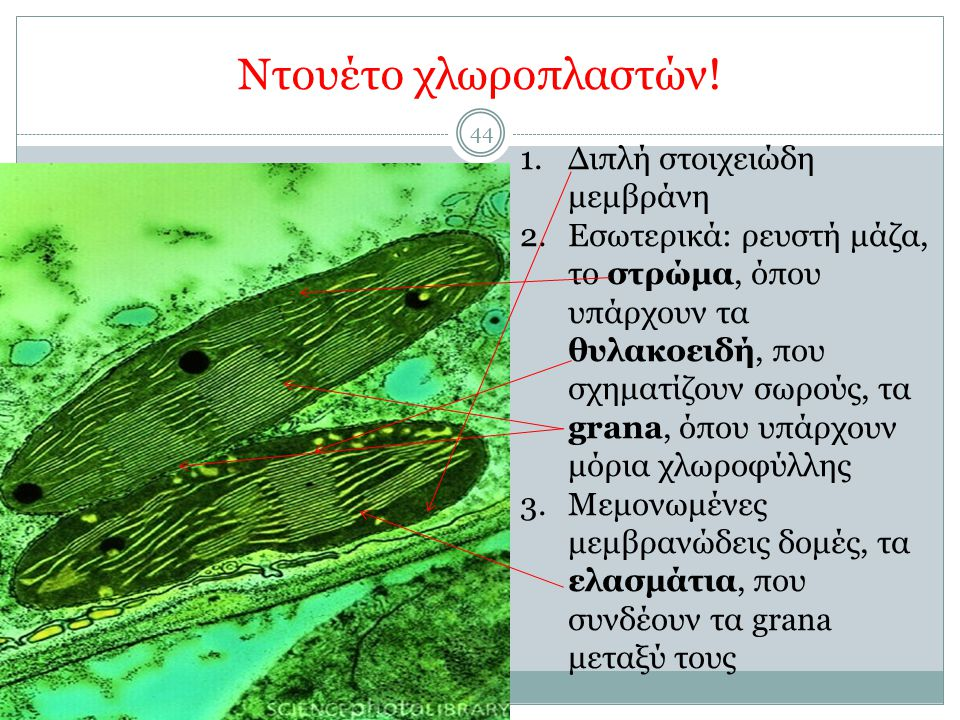 Ντουέτο χλωροπλαστών!
44
1. Διπλή στοιχειώδη
μεμβράνη
2. Εσωτερικά: ρευστή μάζα,
το στρώμα, όπου
υπάρχουν τα
θυλακοειδή, που
σχηματίζουν σωρούς, τα
grana, όπου υπάρχουν
μόρια χλωροφύλλης
3. Μεμονωμένες
μεμβρανώδεις δομές, τα
ελασμάτια, που
συνδέουν τα grana
μεταξύ τους
SCIENCEPHOTOLIBRARY